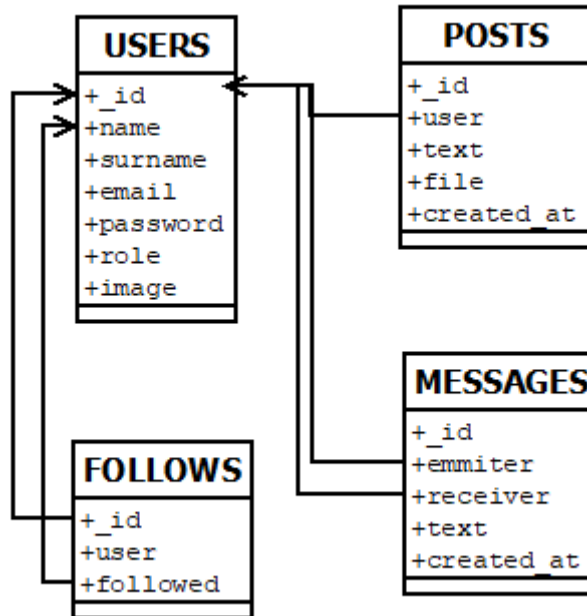 USERS
+_id
+name
+surname
+email
+password
+role
+image
POSTS
+_id
+user
+text
+file
+created_at
FOLLOWS
+_id
+user
+followed
MESSAGES
+_id
+emmiter
+receiver
+text
+created_at